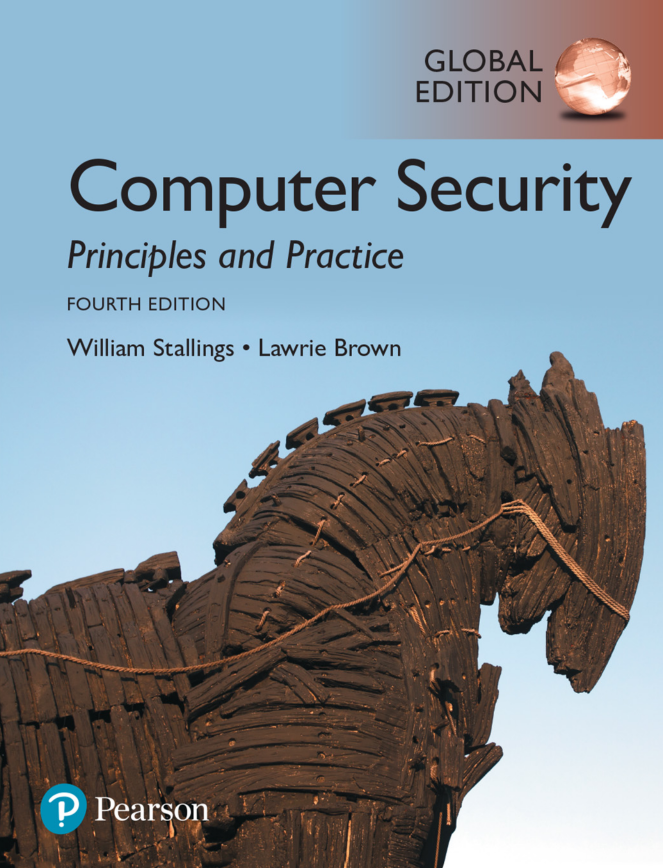 GLOBAL
EDITION
Computer Security
Principles and Practice
FOURTH EDITION
William Stallings • Lawrie Brown
Pearson